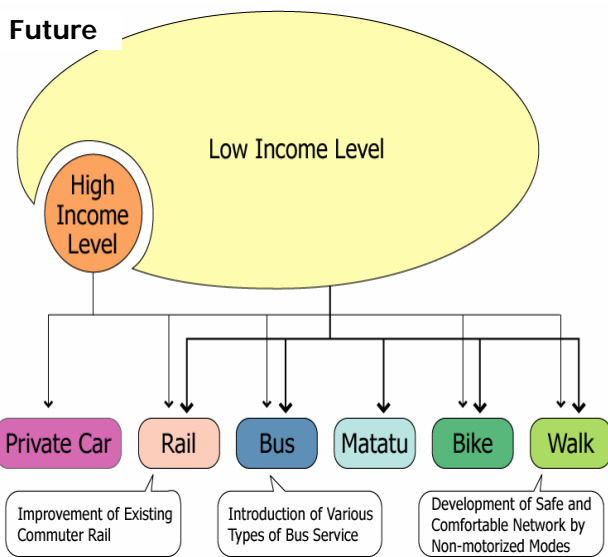 Future
Low Income Level
High
Income
Level
Private Car
Rail
Bus
Matatu
Bike
Walk
Improvement of Existing
Commuter Rail
Introduction of Various
Types of Bus Service
Development of Safe and
Comfortable Network by
Non-motorized Modes